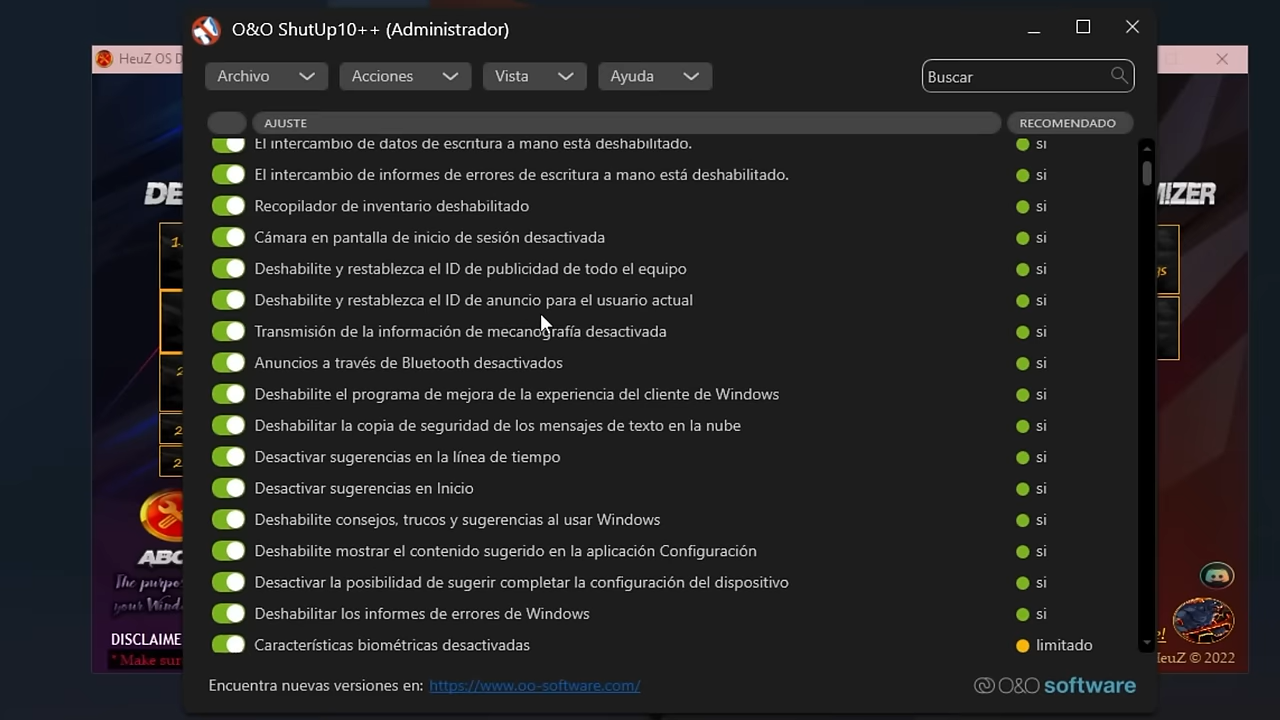 O&O ShutUp10++ (Administrador)
HeuZ OS D
Archivo
Acciones
Vista
Ayuda
Buscar
AJUSTE
RECOMENDADO
El intercambio de datos de escritura a mano está deshabilitado.
si
El intercambio de informes de errores de escritura a mano está deshabilitado.
si
Recopilador de inventario deshabilitado
si
Cámara en pantalla de inicio de sesión desactivada
si
Deshabilite y restablezca el ID de publicidad de todo el equipo
si
Deshabilite y restablezca el ID de anuncio para el usuario actual
si
Transmisión de la información de mecanografía desactivada
si
Anuncios a través de Bluetooth desactivados
si
Deshabilite el programa de mejora de la experiencia del cliente de Windows
si
Deshabilitar la copia de seguridad de los mensajes de texto en la nube
si
Desactivar sugerencias en la línea de tiempo
si
Desactivar sugerencias en Inicio
si
Deshabilite consejos, trucos y sugerencias al usar Windows
si
Deshabilite mostrar el contenido sugerido en la aplicación Configuración
si
Desactivar la posibilidad de sugerir completar la configuración del dispositivo
si
Deshabilitar los informes de errores de Windows
si
Características biométricas desactivadas
limitado
Encuentra nuevas versiones en: https://www.oo-software.com/
O&O software
DE
MIZER
ABO
The purpo
your Wind
DISCLAIME
* Make sur
HeuZ © 2022